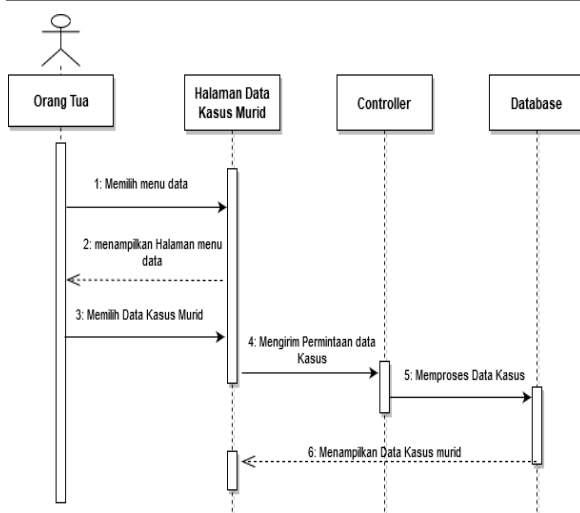 Orang Tua
Halaman Data
Kasus Murid
Controller
Database
1: Memilih menu data
2: menampilkan Halaman menu
data
3: Memilih Data Kasus Murid
4: Mengirim Permintaan data
Kasus
5: Memproses Data Kasus
6: Menampilkan Data Kasus murid